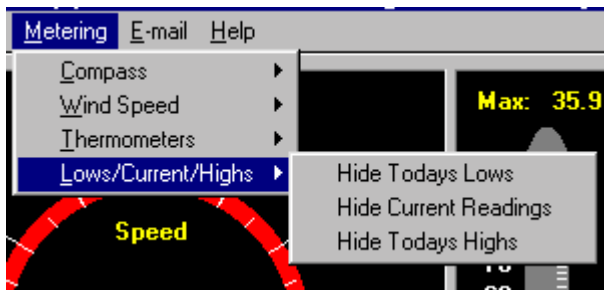 Metering E-mail Help
Compass
Wind Speed
Thermometers
Lows/Current/Highs
Max: 35.9
Hide Todays Lows
Hide Current Readings
Hide Todays Highs
Speed